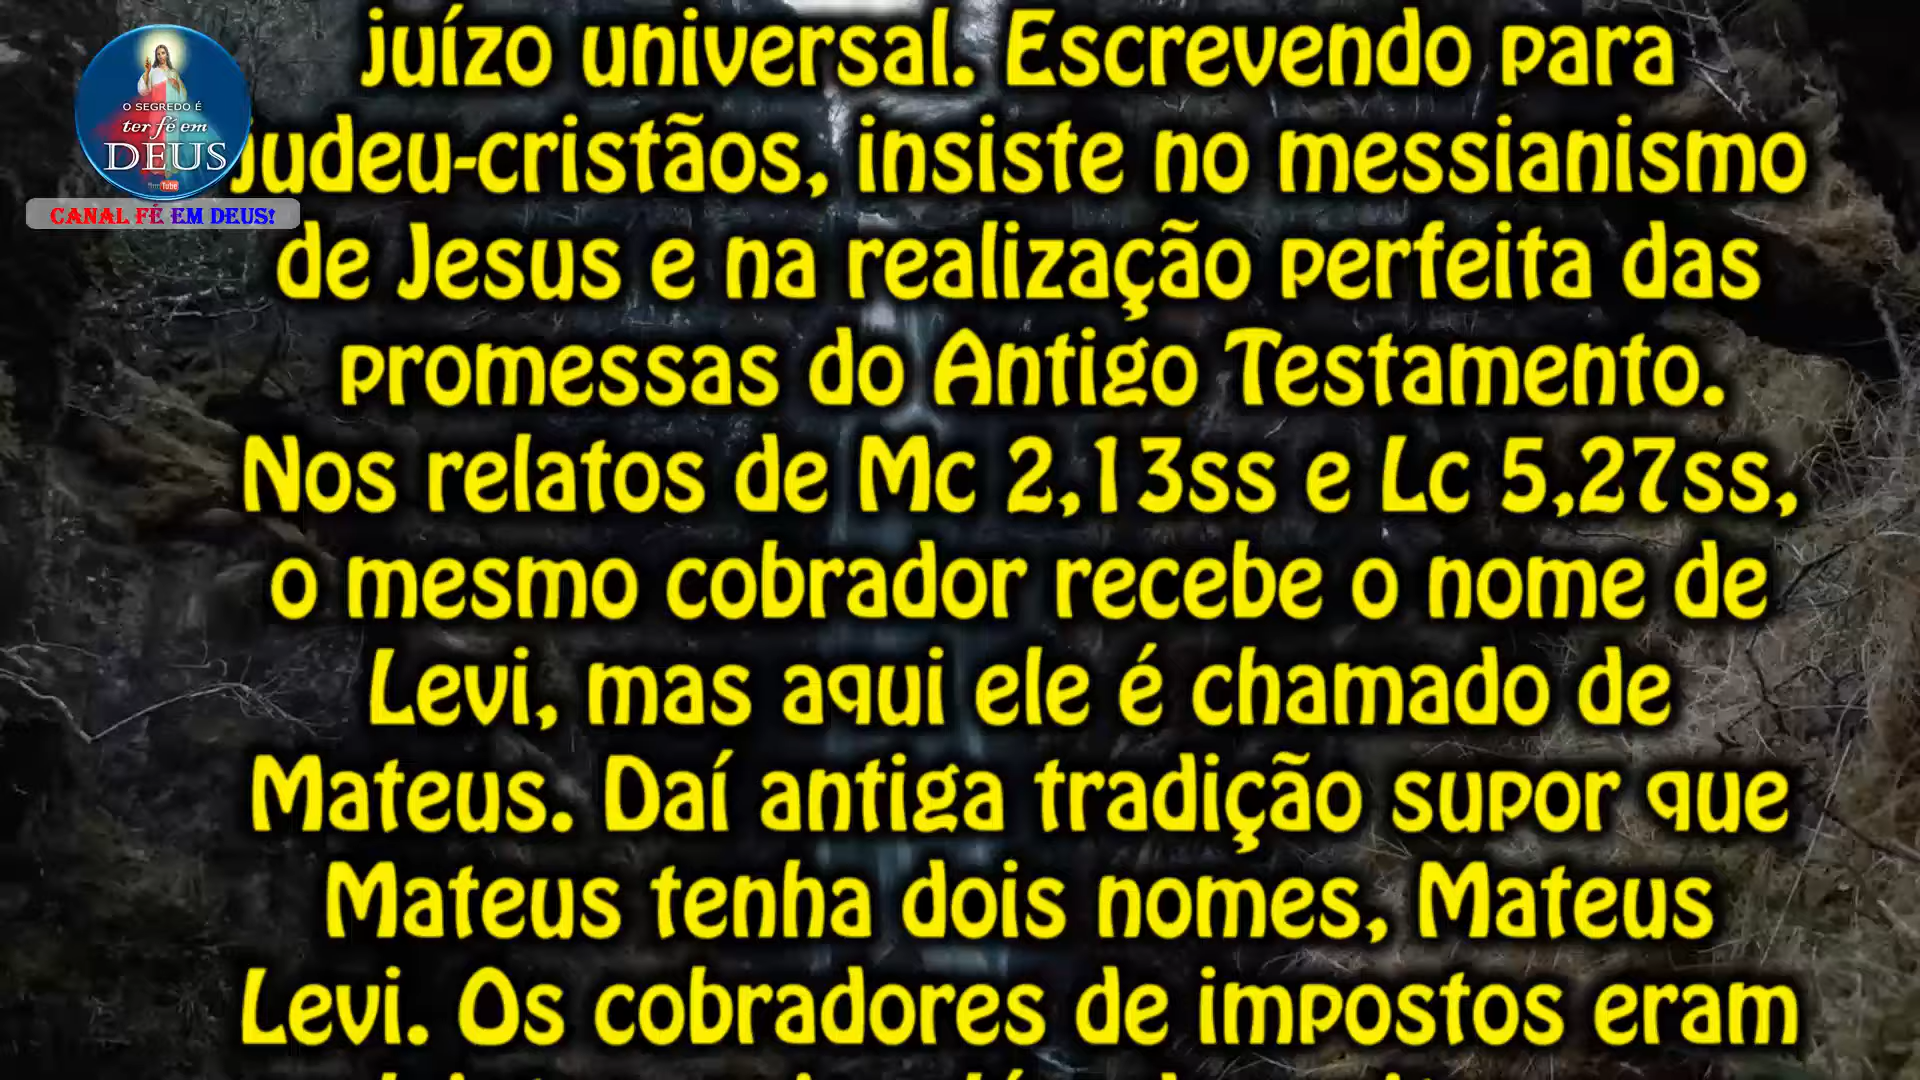 juízo universal. Escrevendo para
judeu-cristãos, insiste no messianismo
de Jesus e na realização perfeita das
promessas do Antigo Testamento.
Nos relatos de Mc 2,13ss e Lc 5,27ss,
o mesmo cobrador recebe o nome de
Levi, mas aqui ele é chamado de
Mateus. Daí antiga tradição supor que
Mateus tenha dois nomes, Mateus
Levi. Os cobradores de impostos eram
O SEGREDO É
ter fé em
DEUS
YouTube
CANAL FÉ EM DEUS!